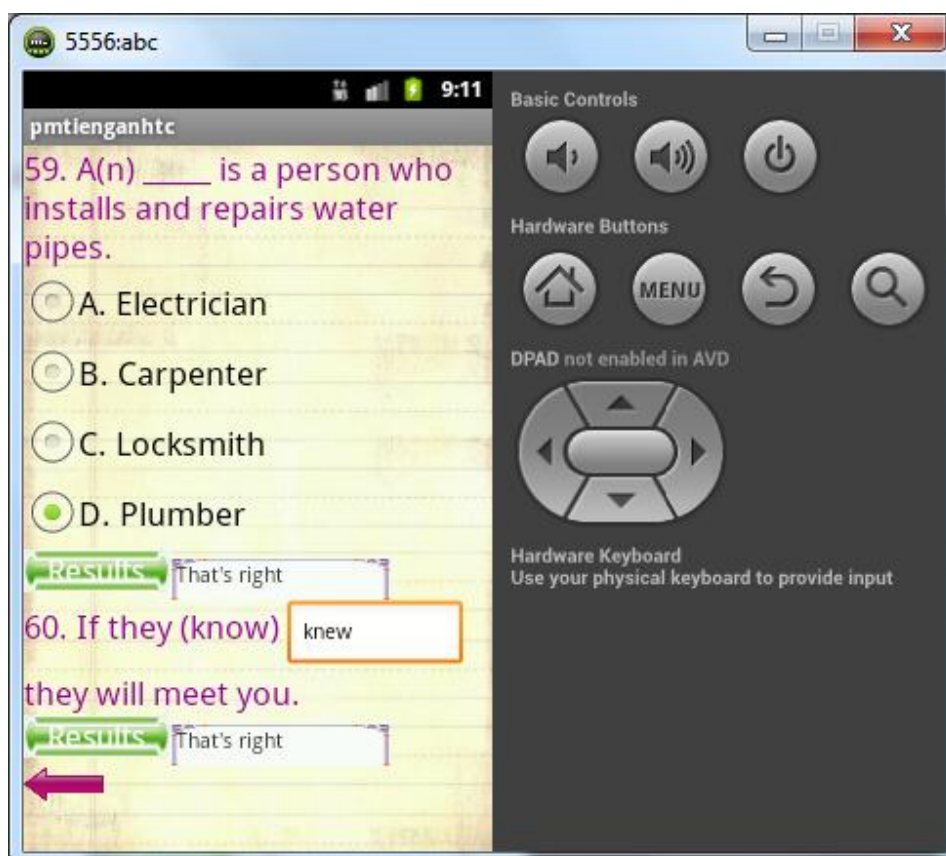 5556:abc
9:11
pmtienganhtc
59. A(n) _____ is a person who
installs and repairs water
pipes.
A. Electrician
B. Carpenter
C. Locksmith
D. Plumber
Results That's right
60. If they (know) knew
they will meet you.
Results That's right
Basic Controls
Hardware Buttons
MENU
DPAD not enabled in AVD
Hardware Keyboard
Use your physical keyboard to provide input